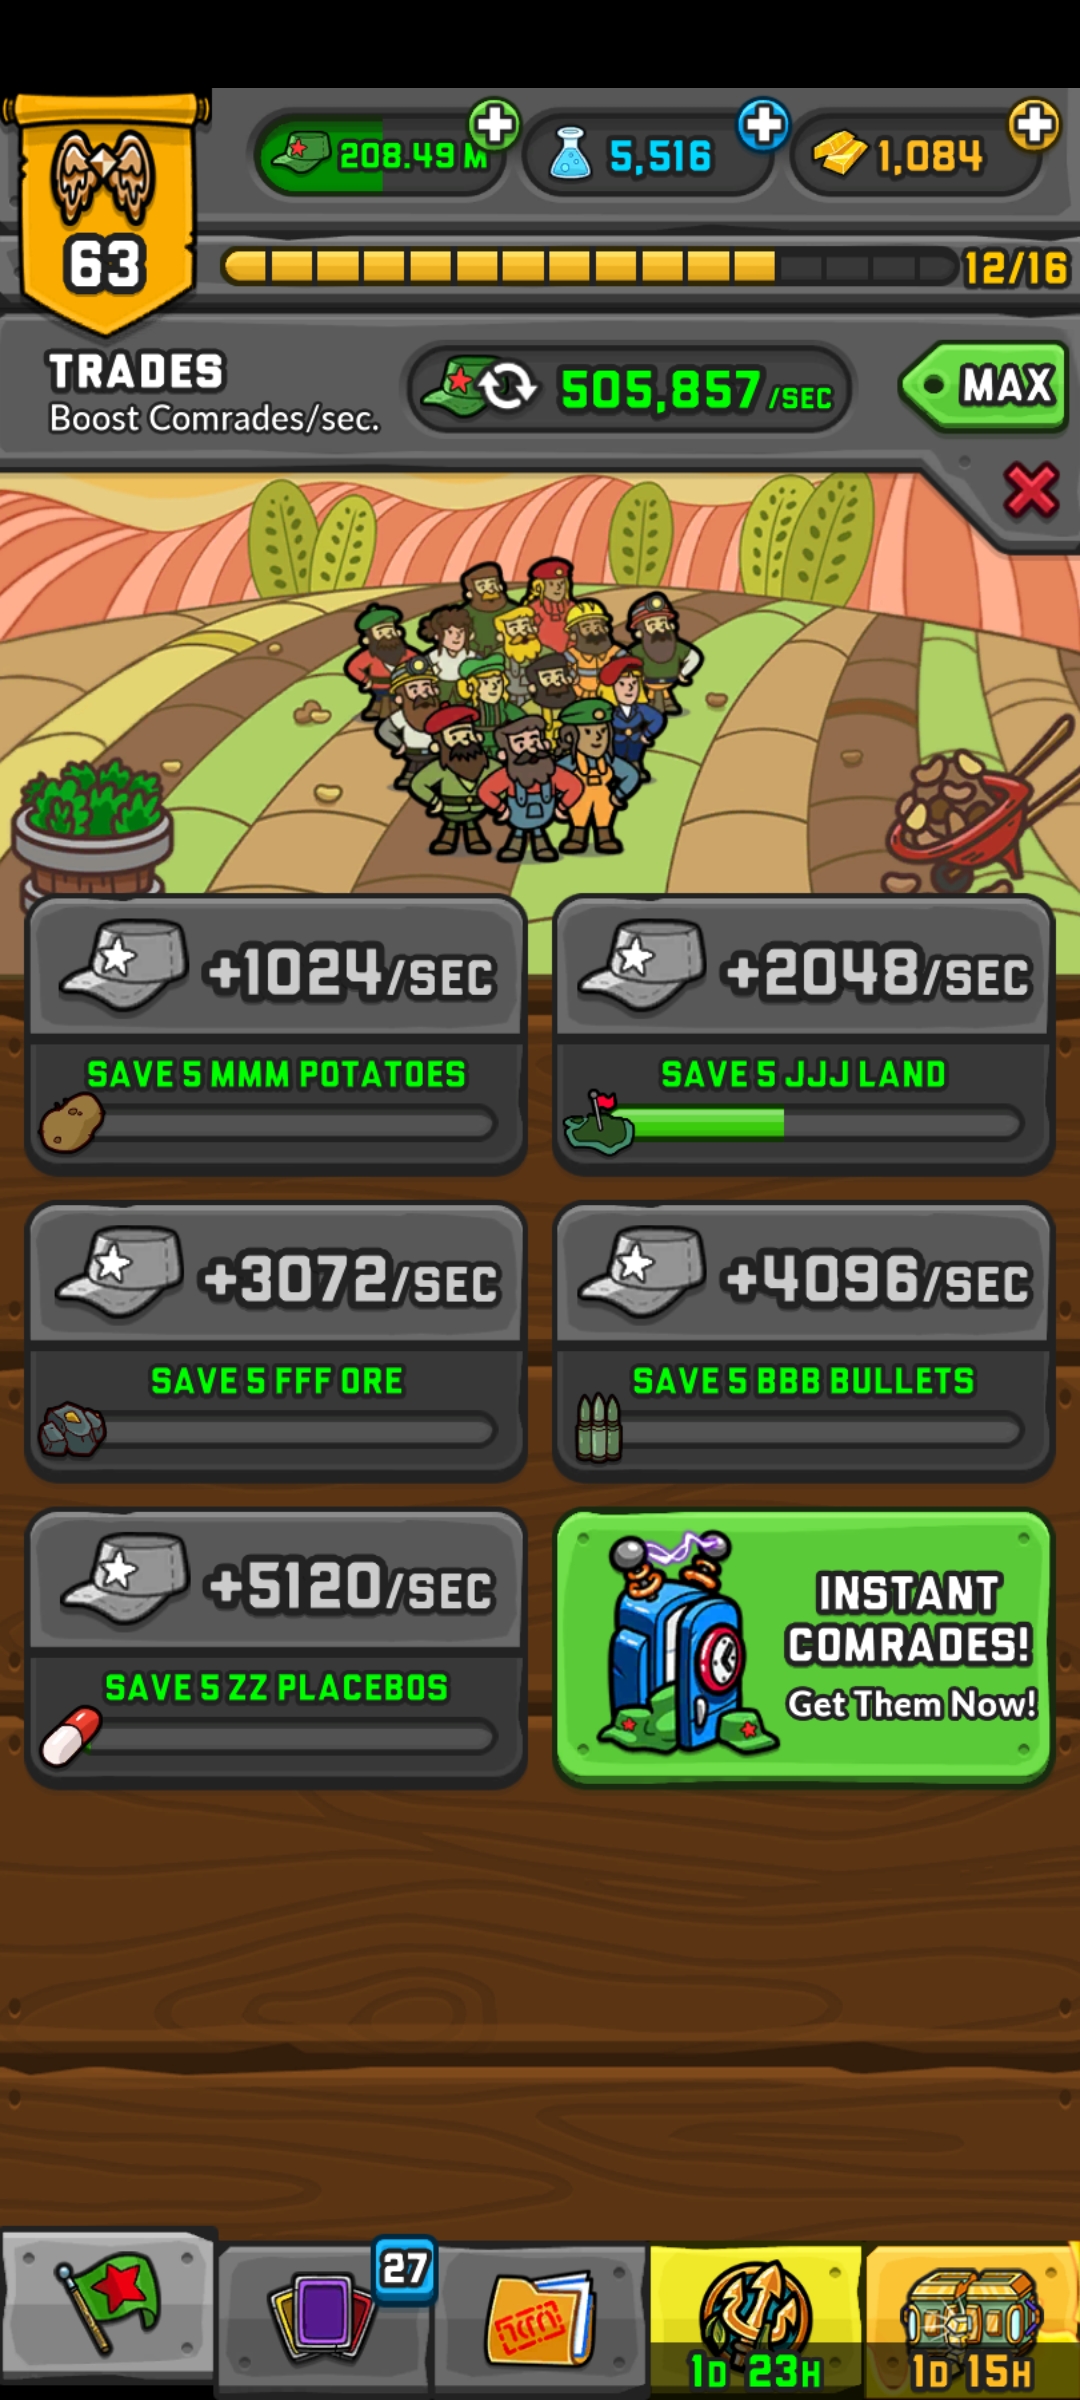 208.49 M
5,516
1,084
63
12/16
TRADES
Boost Comrades/sec.
505,857/SEC
MAX
+1024/SEC
SAVE 5 MMM POTATOES
+2048/SEC
SAVE 5 JJJ LAND
+3072/SEC
SAVE 5 FFF ORE
+4096/SEC
SAVE 5 BBB BULLETS
+5120/SEC
SAVE 5 ZZ PLACEBOS
INSTANT
COMRADES!
Get Them Now!
27
1D 23H
1D 15H